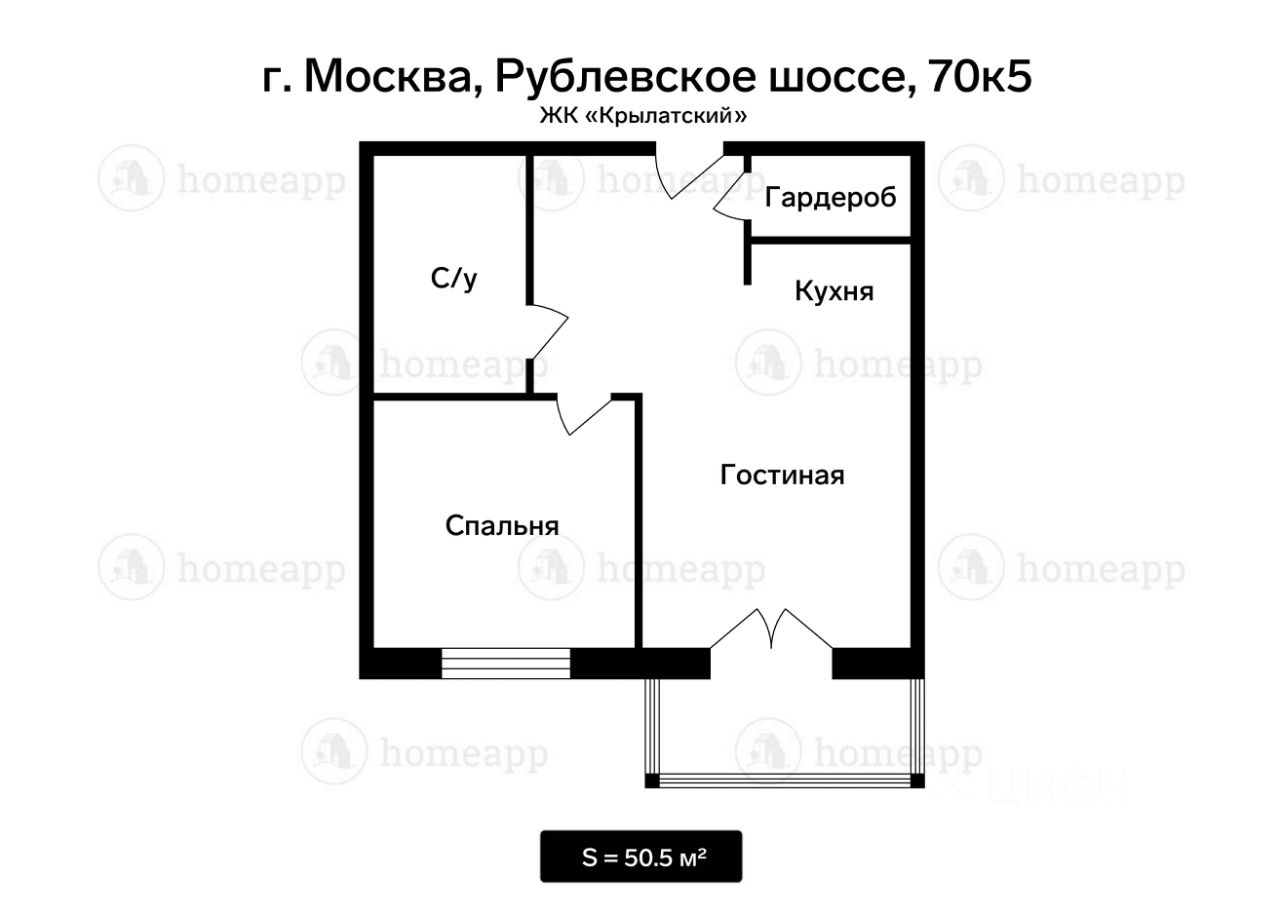 г. Москва, Рублевское шоссе, 70к5
ЖК «Крылатский»
homeapp
homeapp
homeapp
Гардероб
С/у
Кухня
homeapp
homeapp
Гостиная
Спальня
homeapp
homeapp
homeapp
homeapp
homeapp
циан
S = 50.5 м²